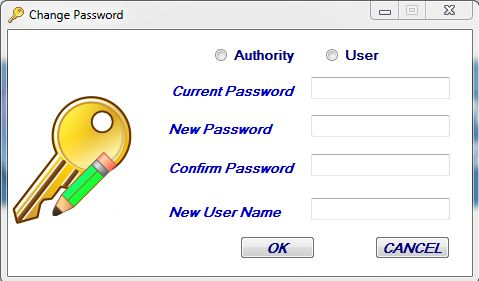 Change Password
Authority User
Current Password
New Password
Confirm Password
New User Name
OK CANCEL